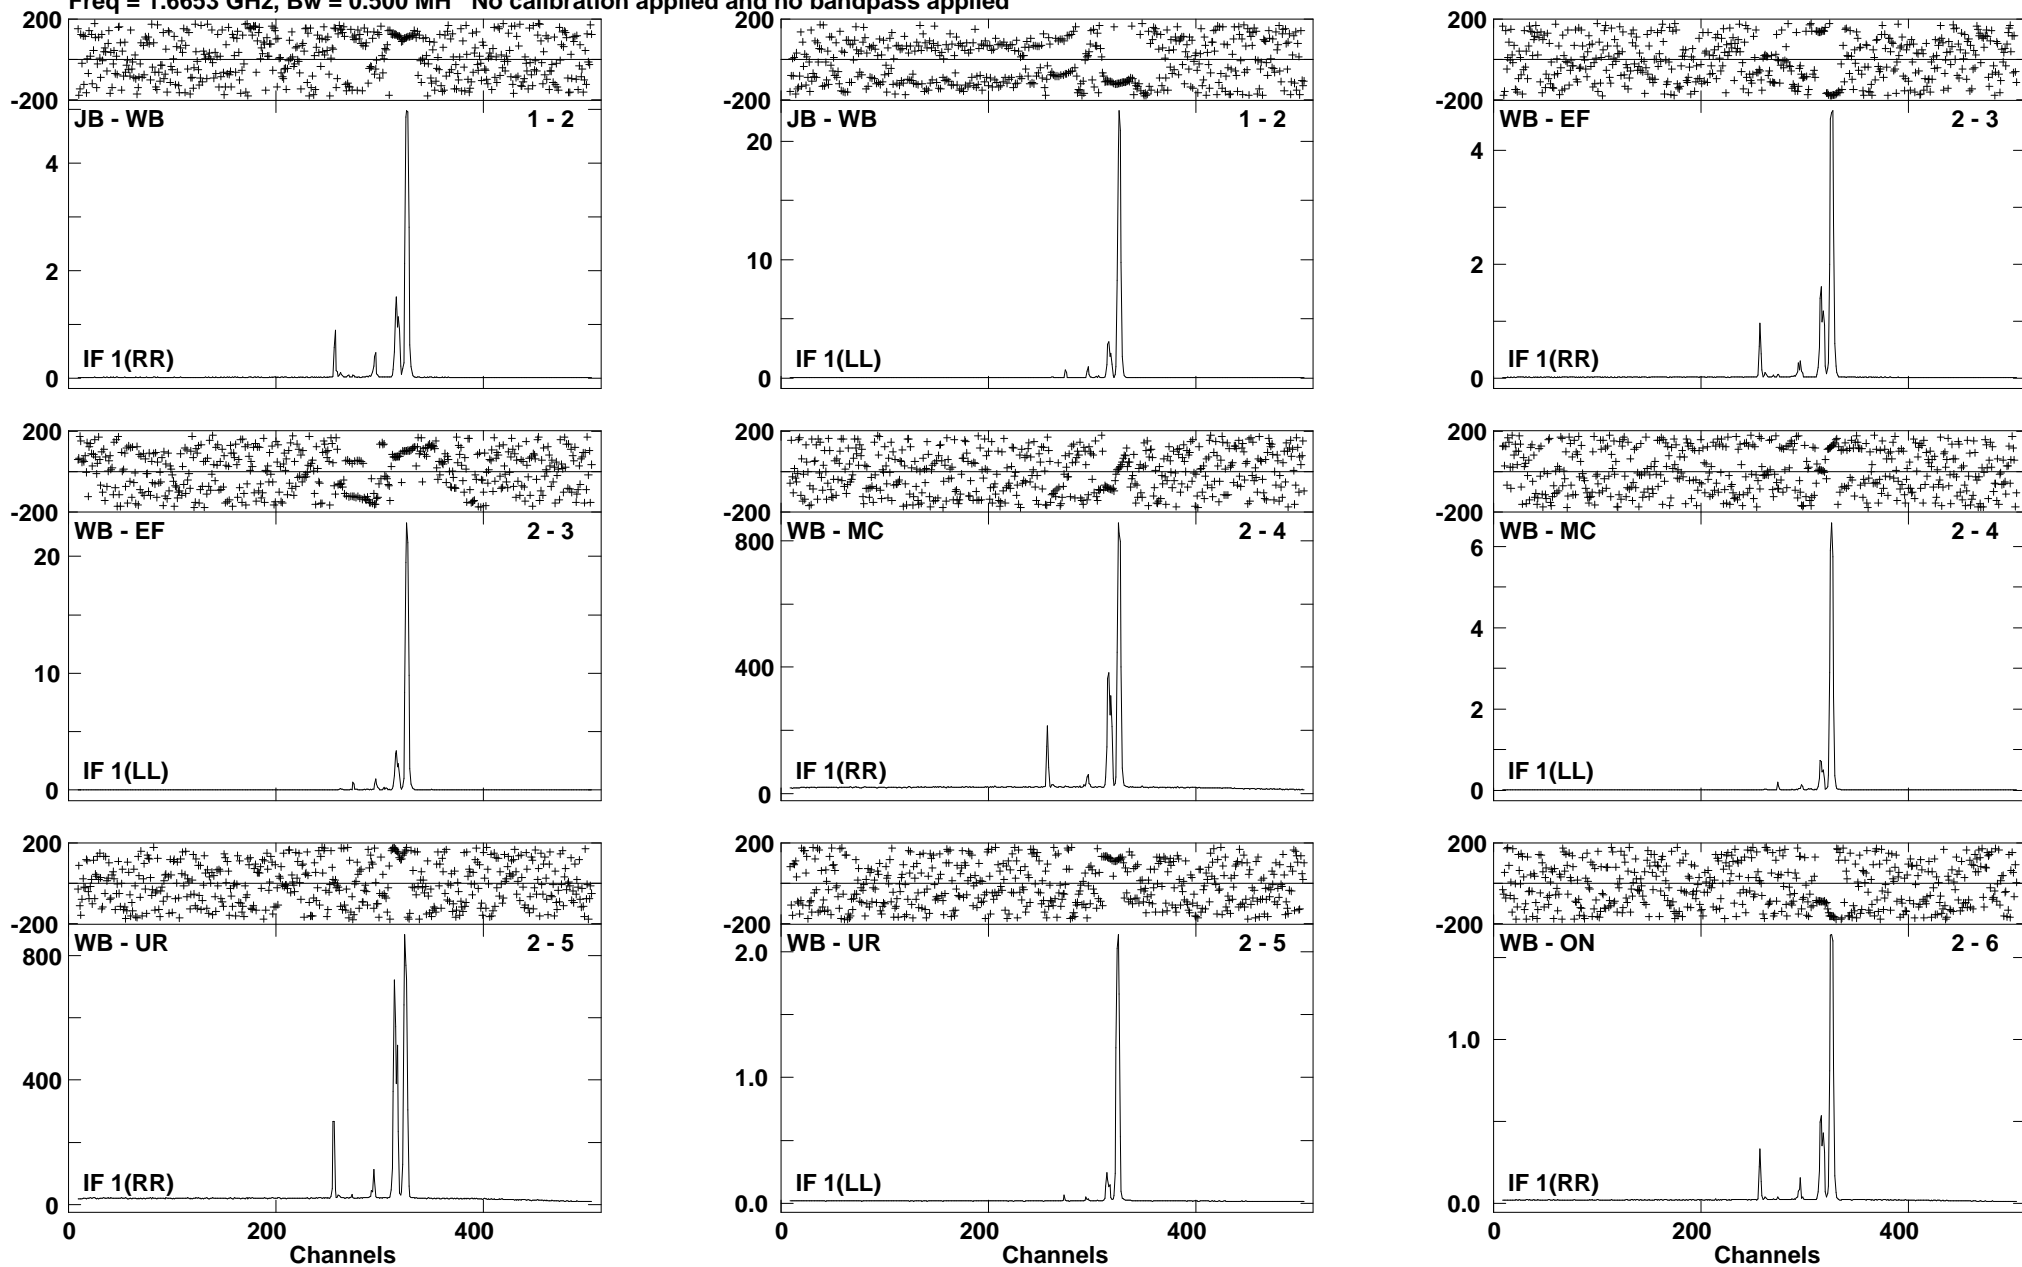 Freq = 1.6653 GHz, Bw = 0.500 MH No calibration applied and no bandpass applied
200 200 200
-200 -200 -200
JB - WB 1 - 2 JB - WB 1 - 2 WB - EF 2 - 3
4 20 4
2 10 2
IF 1(RR) IF 1(LL) IF 1(RR)
0 0 0
200 200 200
-200 -200 -200
WB - EF 2 - 3 WB - MC 2 - 4 WB - MC 2 - 4
20 800 6
4
10 400
2
IF 1(LL) IF 1(RR) IF 1(LL)
0 0 0
200 200 200
-200 -200 -200
WB - UR 2 - 5 WB - UR 2 - 5 WB - ON 2 - 6
800 2.0
400 1.0 1.0
IF 1(RR) IF 1(LL) IF 1(RR)
0 0.0 0.0
0 200 400 0 200 400 0 200 400
Channels Channels Channels